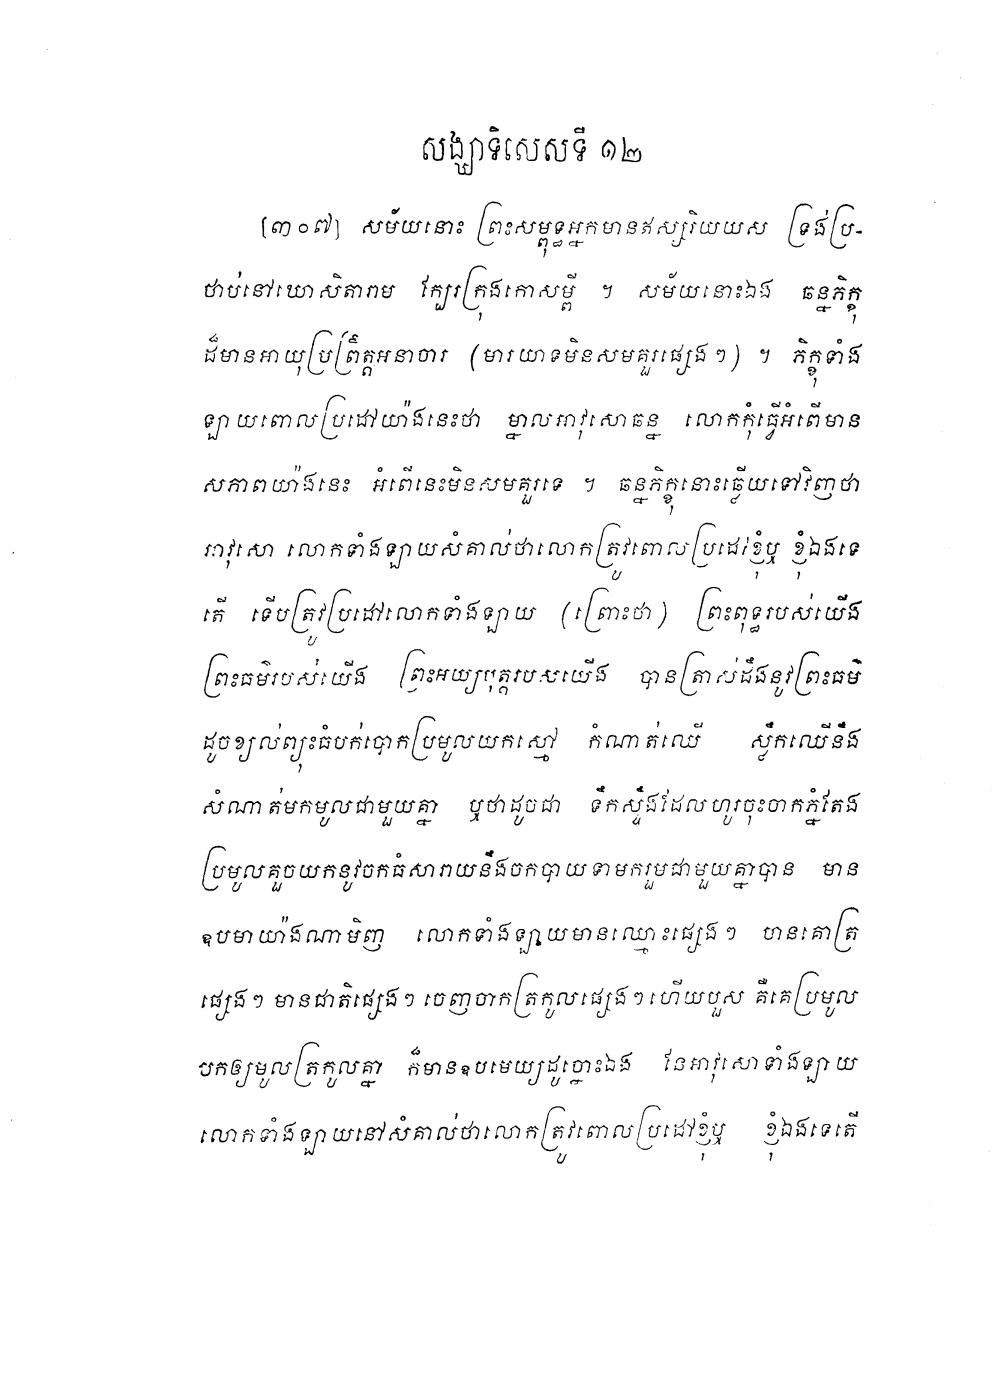 សង្ឃាទិសេសទី ១២
[៣០៧] សម័យនោះ ព្រះសម្ពុទ្ធអ្នកមានឥស្សរិយយស ទ្រង់ប្រ-
ថាប់នៅឃោសិតារាម ក្បែរក្រុងកោសម្ពី ។ សម័យនោះឯង ឆន្នភិក្ខុ
ដ៏មានអាយុប្រព្រឹត្តអនាចារ (មារយាទមិនសមគួរផ្សេងៗ) ។ ភិក្ខុទាំង
ឡាយពោលប្រដៅយ៉ាងនេះថា ម្នាលអាវុសោឆន្ន លោកកុំធ្វើអំពើមាន
សភាពយ៉ាងនេះ អំពើនេះមិនសមគួរទេ ។ ឆន្នភិក្ខុនោះឆ្លើយទៅវិញថា
អាវុសោ លោកទាំងឡាយសំគាល់ថាលោកត្រូវពោលប្រដៅខ្ញុំឬ ខ្ញុំឯងទេ
តើ ទើបត្រូវប្រដៅលោកទាំងឡាយ (ព្រោះថា) ព្រះពុទ្ធរបស់យើង
ព្រះធម៌របស់យើង ព្រះអយ្យបុត្តរបសយើង បានត្រាស់ដឹងនូវព្រះធម៌
ដូចខ្យល់ព្យុះធំបក់បោកប្រមូលយកស្មៅ កំណាត់ឈើ ស្លឹកឈើនឹង
សំណាត់មកមូលជាមួយគ្នា ឬថាដូចជា ទឹកស្ទឹងដែលហូរចុះចាកភ្នំតែង
ប្រមូលគួចយកនូវចកធំសារាយនឹងចកបាយទាមករួមជាមួយគ្នាបាន មាន
ឧបមាយ៉ាងណាមិញ លោកទាំងឡាយមានឈ្មោះផ្សេងៗ មានគោត្រ
ផ្សេងៗ មានជាតិផ្សេងៗ ចេញចាកត្រកូលផ្សេងៗហើយបួស គឺគេប្រមូល
បកឲ្យមូលត្រកូលគ្នា ក៏មានឧបមេយ្យដូច្នោះឯង នែអាវុសោទាំងឡាយ
លោកទាំងឡាយនៅសំគាល់ថាលោកត្រូវពោលប្រដៅខ្ញុំឬ ខ្ញុំឯងទេតើ